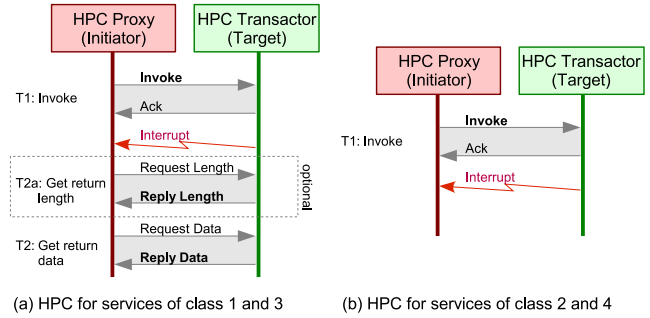 HPC Proxy
(Initiator)
HPC Transactor
(Target)
T1: Invoke
Invoke
Ack
Interrupt
T2a: Get return
length
Request Length
Reply Length
optional
T2: Get return
data
Request Data
Reply Data
(a) HPC for services of class 1 and 3
HPC Proxy
(Initiator)
HPC Transactor
(Target)
T1: Invoke
Invoke
Ack
Interrupt
(b) HPC for services of class 2 and 4